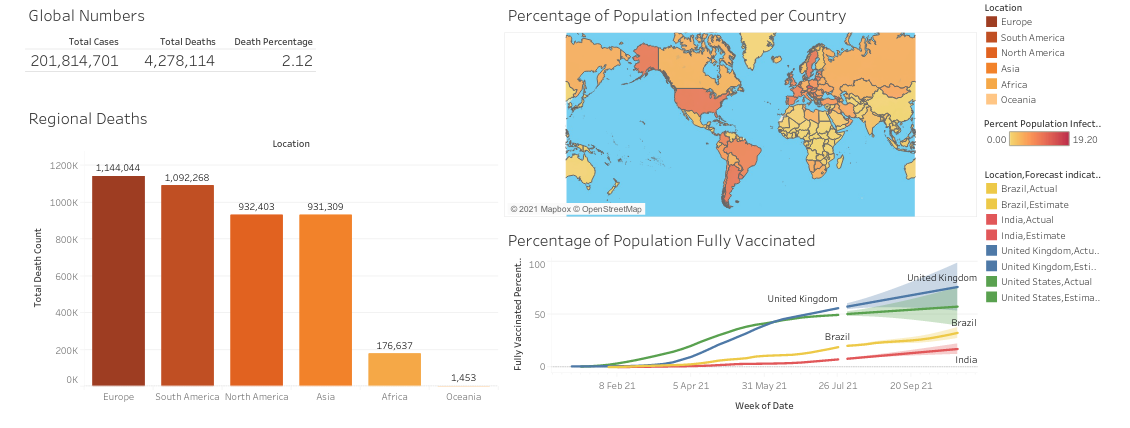 Global Numbers
Total Cases Total Deaths Death Percentage
201,814,701 4,278,114 2.12
Regional Deaths
Location
Total Death Count
1200K
1000K
800K
600K
400K
200K
0K
1,144,044
1,092,268
932,403
931,309
176,637
1,453
Europe South America North America Asia Africa Oceania
Percentage of Population Infected per Country
© 2021 Mapbox © OpenStreetMap
Percentage of Population Fully Vaccinated
Fully Vaccinated Percent..
100
50
0
United Kingdom
Brazil
United Kingdom
Brazil
India
8 Feb 21 5 Apr 21 31 May 21 26 Jul 21 20 Sep 21
Week of Date
Location
Europe
South America
North America
Asia
Africa
Oceania
Percent Population Infect..
0.00 19.20
Location,Forecast indicat..
Brazil,Actual
Brazil,Estimate
India,Actual
India,Estimate
United Kingdom,Actu..
United Kingdom,Esti..
United States,Actual
United States,Estima..